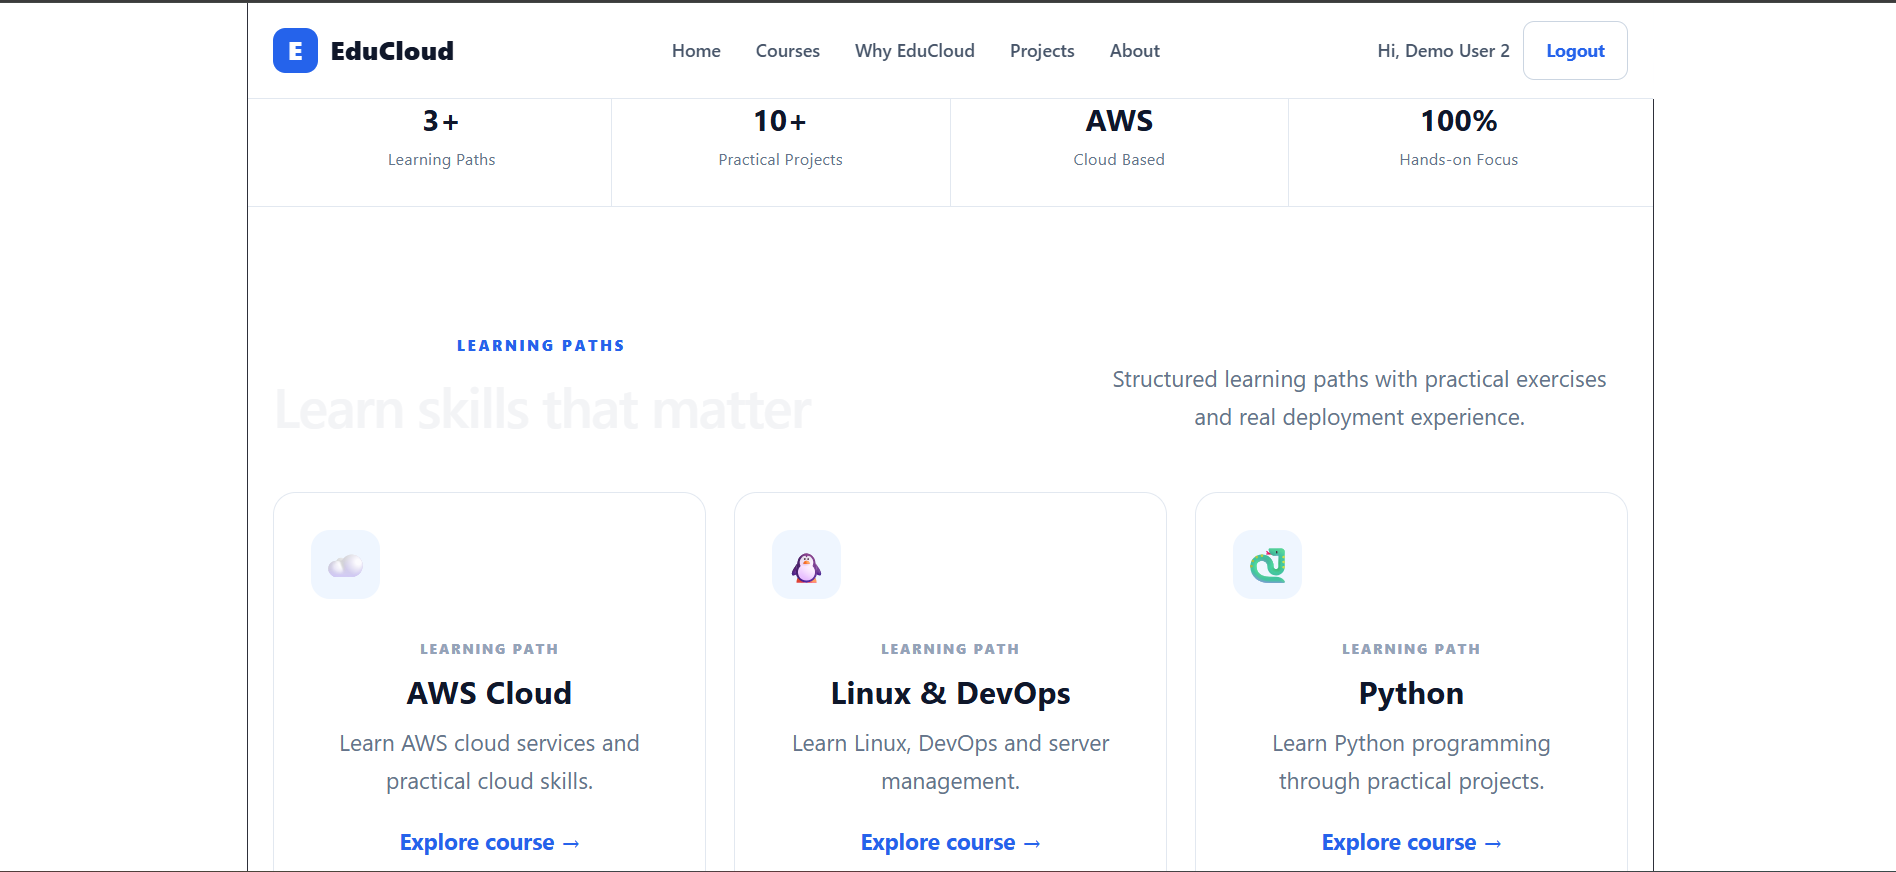 E EduCloud Home Courses Why EduCloud Projects About Hi, Demo User 2 Logout
3+ 10+ AWS 100%
Learning Paths Practical Projects Cloud Based Hands-on Focus
LEARNING PATHS
Learn skills that matter
Structured learning paths with practical exercises
and real deployment experience.
LEARNING PATH
AWS Cloud
Learn AWS cloud services and
practical cloud skills.
Explore course →
LEARNING PATH
Linux & DevOps
Learn Linux, DevOps and server
management.
Explore course →
LEARNING PATH
Python
Learn Python programming
through practical projects.
Explore course →